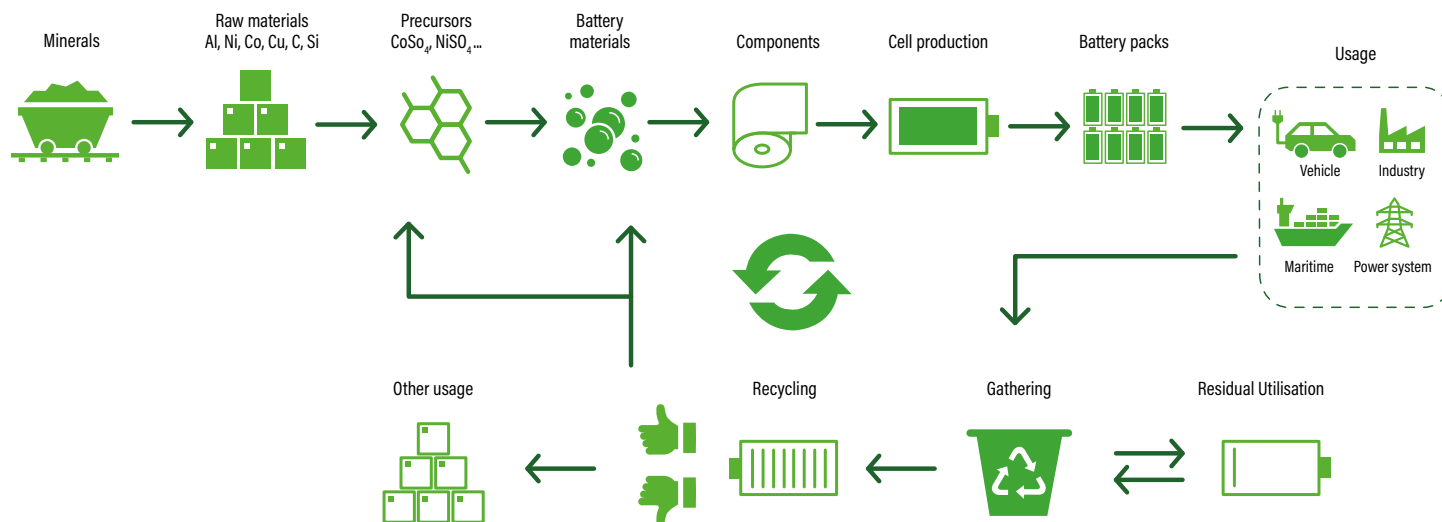 Minerals
Raw materials
Al, Ni, Co, Cu, C, Si
Precursors
CoSo₄, NiSO₄ ...
Battery
materials
Components
Cell production
Battery packs
Usage
Vehicle
Industry
Maritime
Power system
Other usage
Recycling
Gathering
Residual Utilisation